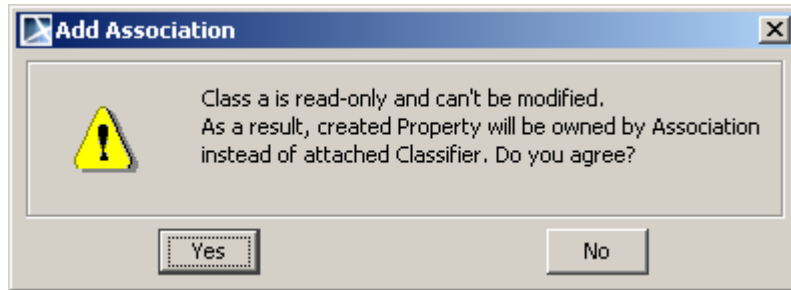 Add Association
Class a is read-only and can't be modified.
As a result, created Property will be owned by Association
instead of attached Classifier. Do you agree?
Yes
No